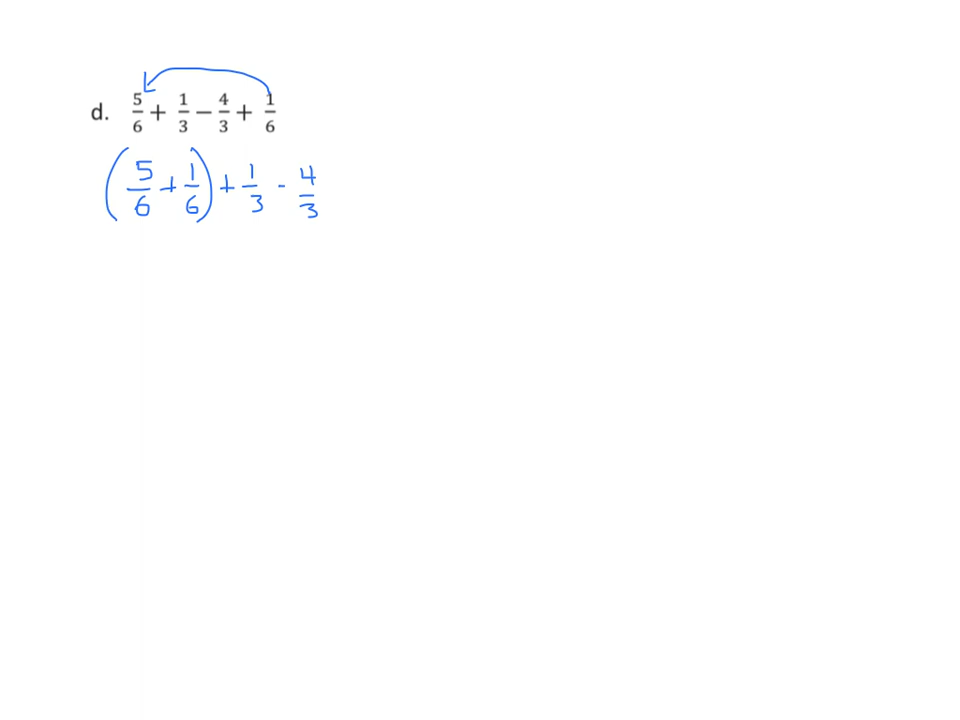 d. 5/6 + 1/3 − 4/3 + 1/6
(5/6 + 1/6) + 1/3 - 4/3